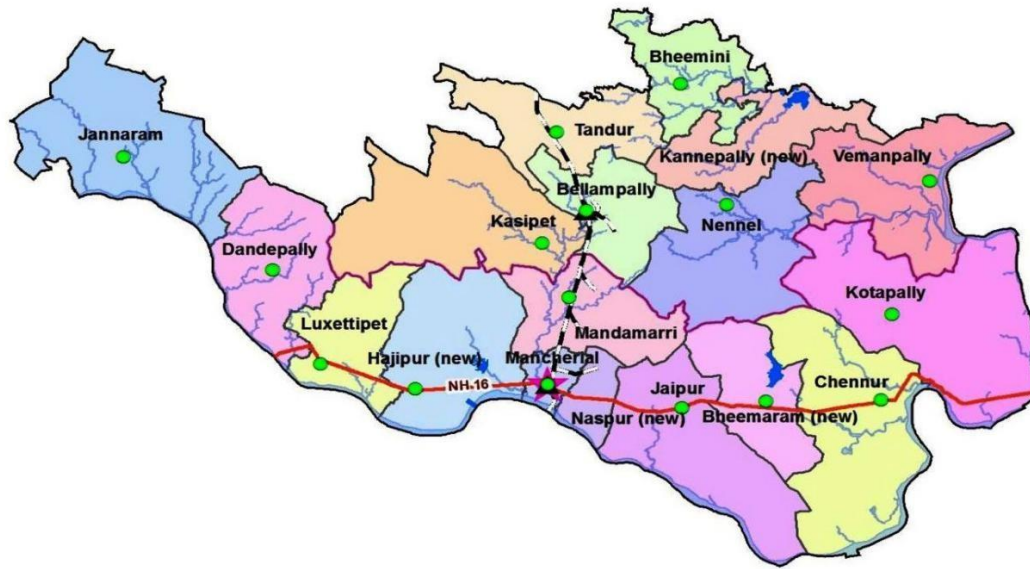 Bheemini
Jannaram
Tandur
Kannepally (new)
Vemanpally
Bellampally
Kasipet
Nennel
Dandepally
Kotapally
Luxettipet
Mandamarri
Hajipur (new)
Mancherial
NH-16
Jaipur
Chennur
Naspur (new)
Bheemaram (new)